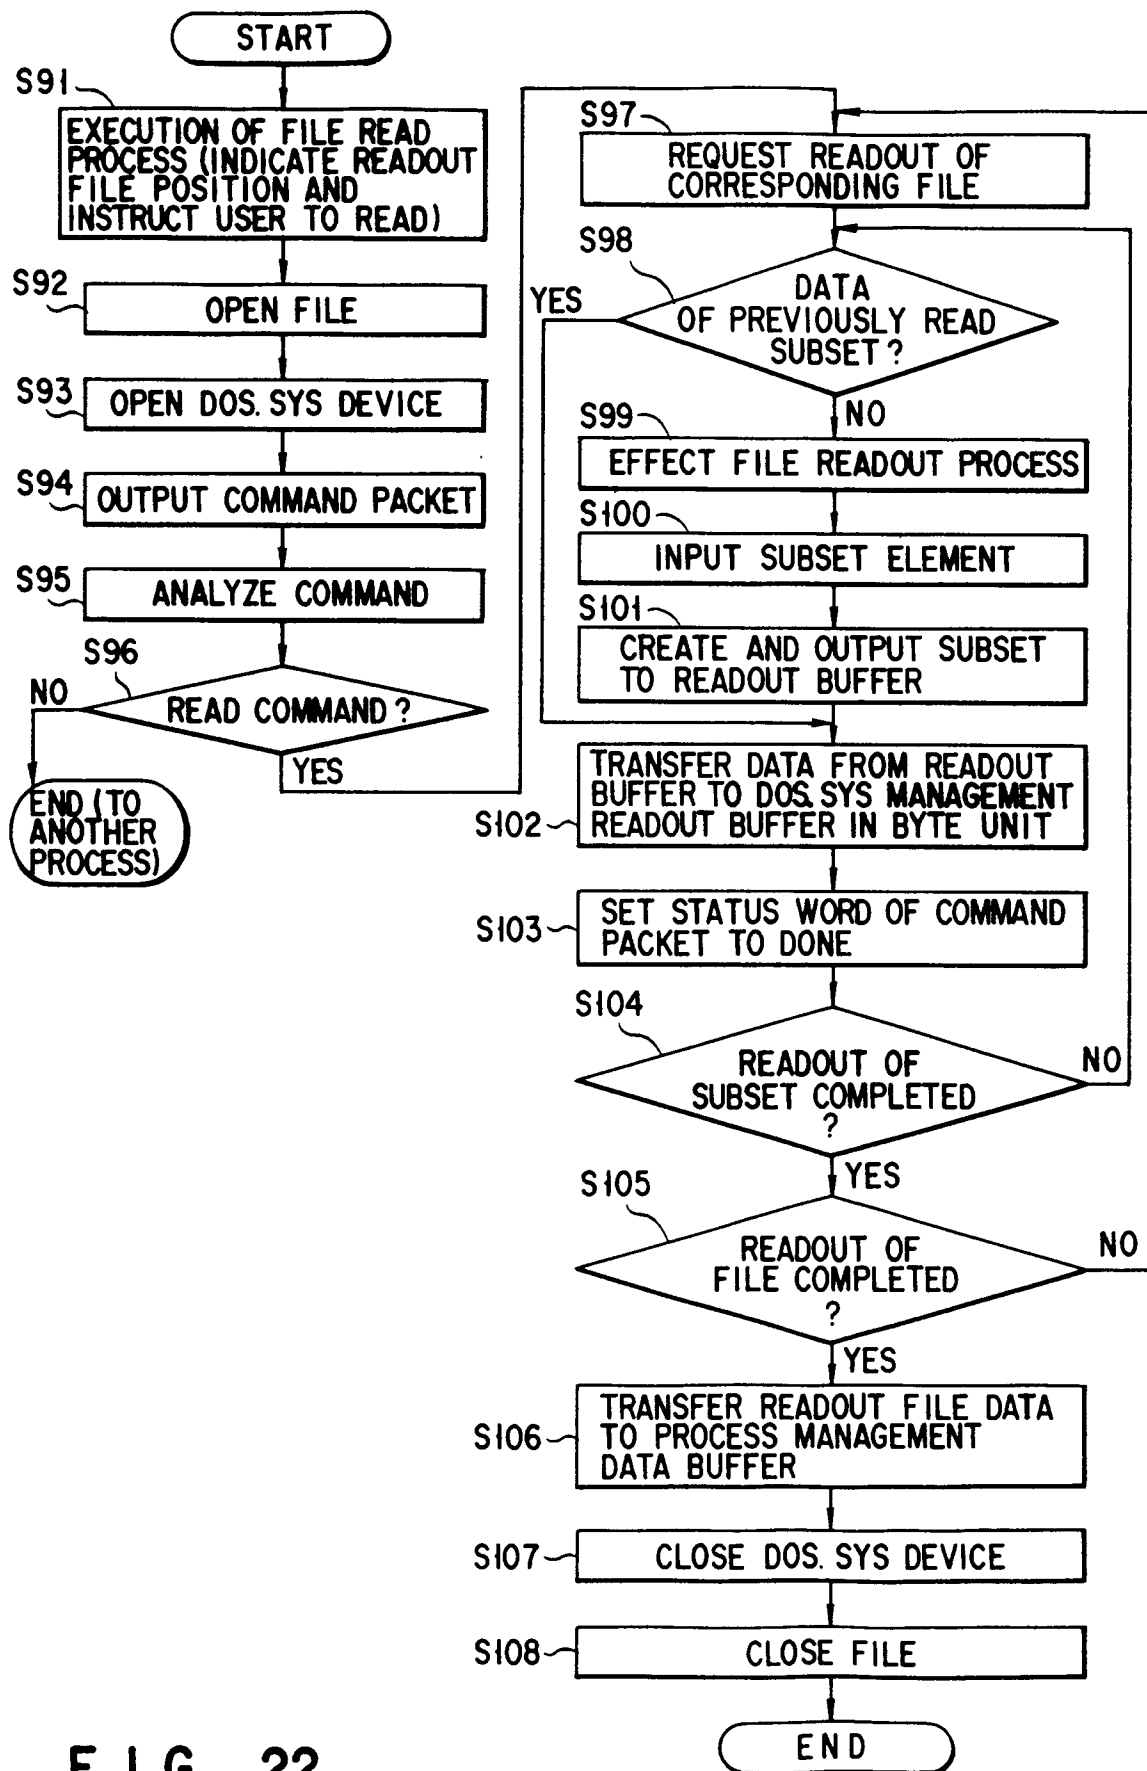 START
S91
EXECUTION OF FILE READ
PROCESS (INDICATE READOUT
FILE POSITION AND
INSTRUCT USER TO READ)
S92
OPEN FILE
S93
OPEN DOS.SYS DEVICE
S94
OUTPUT COMMAND PACKET
S95
ANALYZE COMMAND
S96
NO
READ COMMAND?
YES
END (TO
ANOTHER
PROCESS)
S97
REQUEST READOUT OF
CORRESPONDING FILE
S98
YES
DATA
OF PREVIOUSLY READ
SUBSET?
NO
S99
EFFECT FILE READOUT PROCESS
S100
INPUT SUBSET ELEMENT
S101
CREATE AND OUTPUT SUBSET
TO READOUT BUFFER
S102
TRANSFER DATA FROM READOUT
BUFFER TO DOS.SYS MANAGEMENT
READOUT BUFFER IN BYTE UNIT
S103
SET STATUS WORD OF COMMAND
PACKET TO DONE
S104
READOUT OF
SUBSET COMPLETED
?
NO
YES
S105
READOUT OF
FILE COMPLETED
?
NO
YES
S106
TRANSFER READOUT FILE DATA
TO PROCESS MANAGEMENT
DATA BUFFER
S107
CLOSE DOS.SYS DEVICE
S108
CLOSE FILE
END
FIG. 22